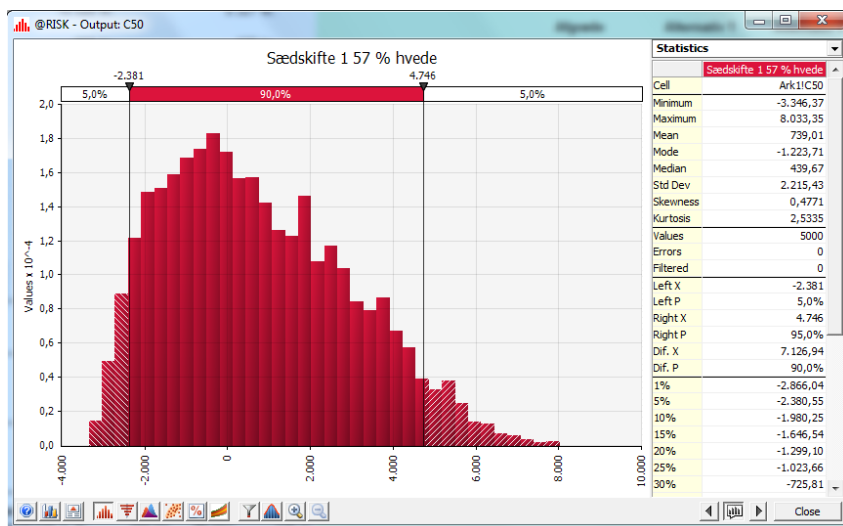 @RISK - Output: C50
Sædskifte 1 57 % hvede
-2.381 4.746
5,0% 90,0% 5,0%
2,0
1,8
1,6
1,4
1,2
1,0
0,8
0,6
0,4
0,2
0,0
Values x 10^-4
-4.000
-2.000
0
2.000
4.000
6.000
8.000
10.000
Statistics
Sædskifte 1 57 % hvede
Cell Ark1!C50
Minimum -3.346,37
Maximum 8.033,35
Mean 739,01
Mode -1.223,71
Median 439,67
Std Dev 2.215,43
Skewness 0,4771
Kurtosis 2,5335
Values 5000
Errors 0
Filtered 0
Left X -2.381
Left P 5,0%
Right X 4.746
Right P 95,0%
Dif. X 7.126,94
Dif. P 90,0%
1% -2.866,04
5% -2.380,55
10% -1.980,25
15% -1.646,54
20% -1.299,10
25% -1.023,66
30% -725,81
Close